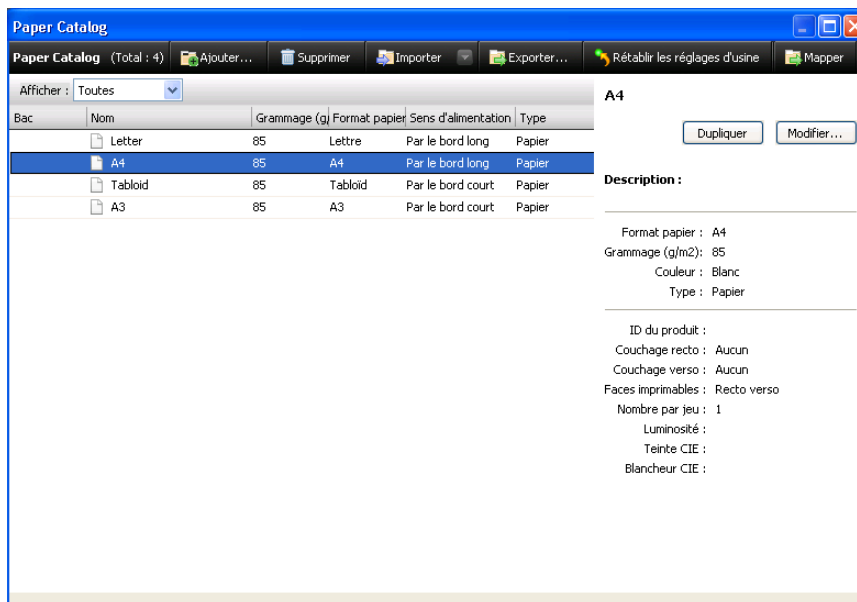 Paper Catalog
Paper Catalog (Total : 4) Ajouter... Supprimer Importer Exporter... Rétablir les réglages d'usine Mapper
Afficher : Toutes
Bac Nom Grammage (g/ Format papier Sens d'alimentation Type
Letter 85 Lettre Par le bord long Papier
A4 85 A4 Par le bord long Papier
Tabloid 85 Tabloïd Par le bord court Papier
A3 85 A3 Par le bord court Papier
A4
Dupliquer Modifier...
Description :
Format papier : A4
Grammage (g/m2): 85
Couleur : Blanc
Type : Papier
ID du produit :
Couchage recto : Aucun
Couchage verso : Aucun
Faces imprimables : Recto verso
Nombre par jeu : 1
Luminosité :
Teinte CIE :
Blancheur CIE :